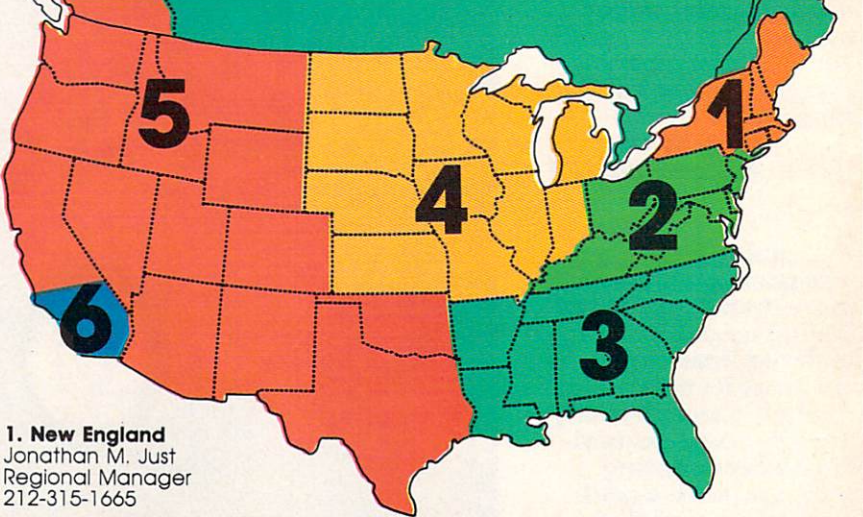 1
5
4
2
6
3
1. New England
Jonathan M. Just
Regional Manager
212-315-1665